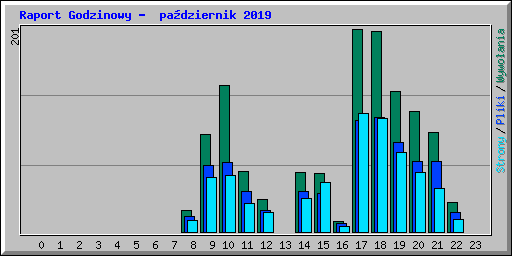 Raport Godzinowy - październik 2019
201
Strony / Pliki / Wywołania
0 1 2 3 4 5 6 7 8 9 10 11 12 13 14 15 16 17 18 19 20 21 22 23